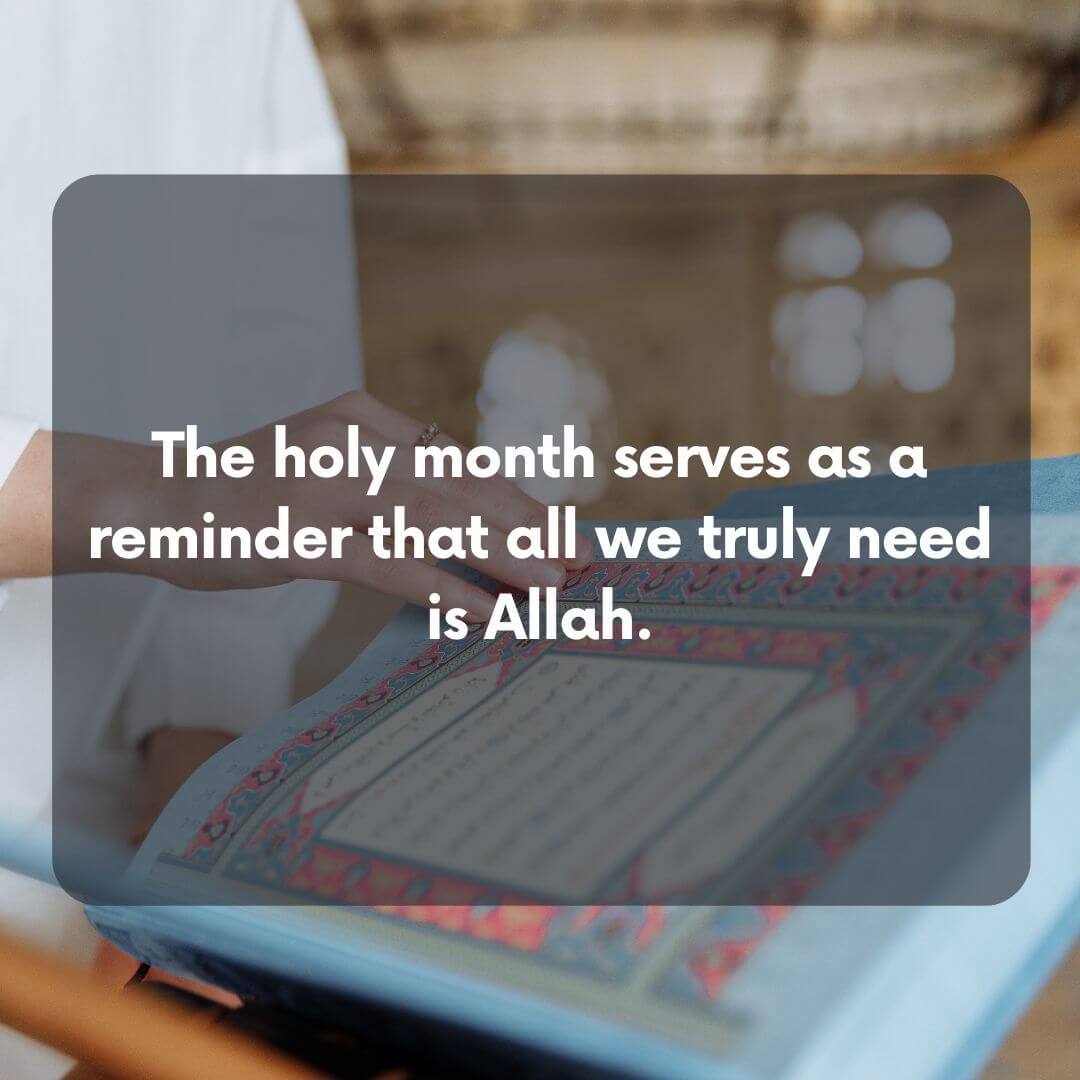 The holy month serves as a
reminder that all we truly need
is Allah.